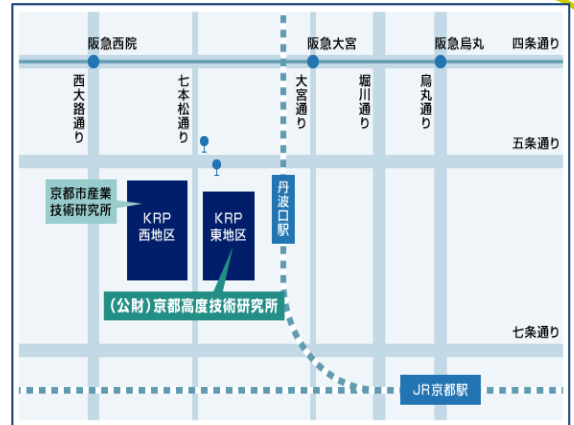 阪急西院
阪急大宮
阪急烏丸
四条通り
西大路通り
七本松通り
大宮通り
堀川通り
烏丸通り
五条通り
京都市産業
技術研究所
KRP
西地区
KRP
東地区
丹波口駅
(公財)京都高度技術研究所
七条通り
JR京都駅